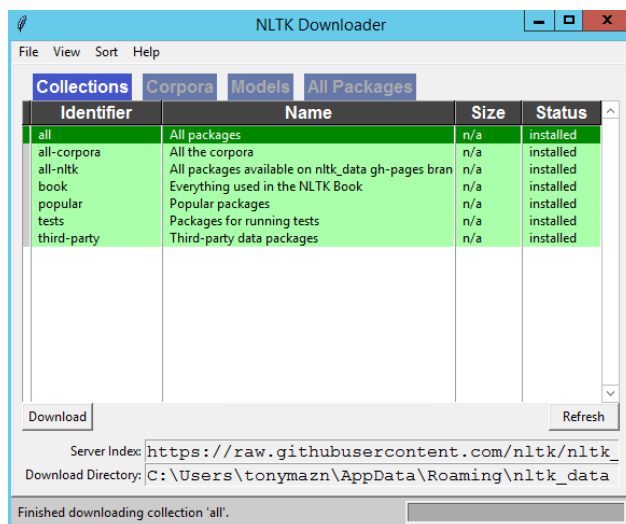 NLTK Downloader
File View Sort Help
Collections Corpora Models All Packages
Identifier Name Size Status
all All packages n/a installed
all-corpora All the corpora n/a installed
all-nltk All packages available on nltk_data gh-pages bran n/a installed
book Everything used in the NLTK Book n/a installed
popular Popular packages n/a installed
tests Packages for running tests n/a installed
third-party Third-party data packages n/a installed
Download Refresh
Server Index: https://raw.githubusercontent.com/nltk/nltk_
Download Directory: C:\Users\tonymazn\AppData\Roaming\nltk_data
Finished downloading collection 'all'.